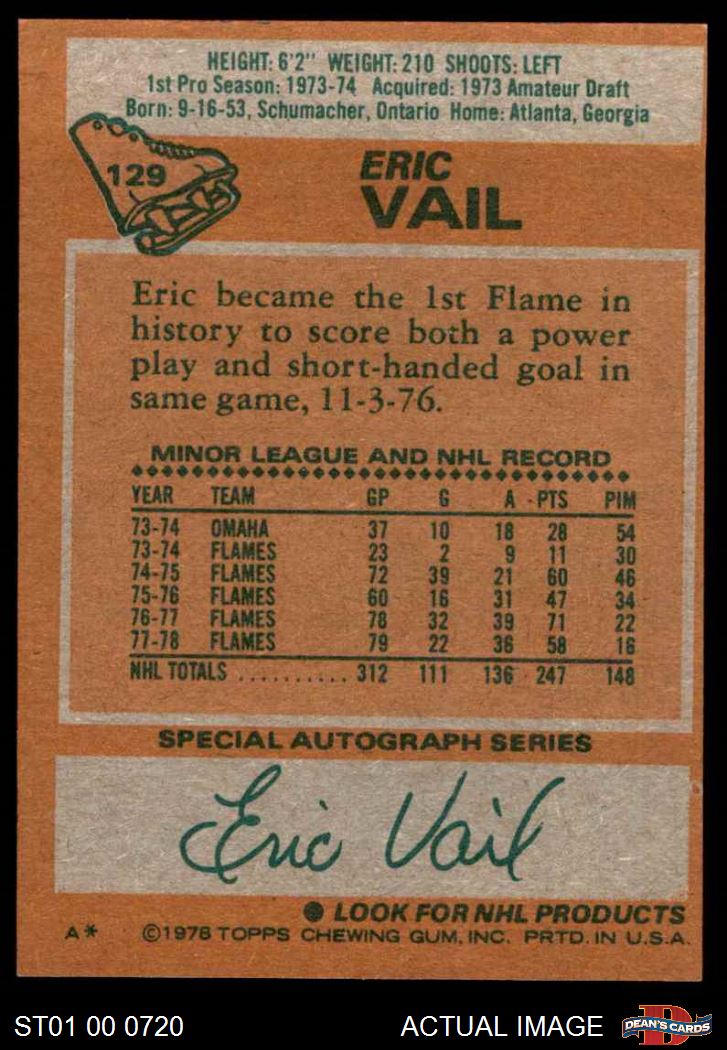 HEIGHT: 6'2" WEIGHT: 210 SHOOTS: LEFT
1st Pro Season: 1973-74 Acquired: 1973 Amateur Draft
Born: 9-16-53, Schumacher, Ontario Home: Atlanta, Georgia
129
ERIC
VAIL
Eric became the 1st Flame in
history to score both a power
play and short-handed goal in
same game, 11-3-76.
MINOR LEAGUE AND NHL RECORD
YEAR TEAM GP G A PTS PIM
73-74 OMAHA 37 10 18 28 54
73-74 FLAMES 23 2 9 11 30
74-75 FLAMES 72 39 21 60 46
75-76 FLAMES 60 16 31 47 34
76-77 FLAMES 78 32 39 71 22
77-78 FLAMES 79 22 36 58 16
NHL TOTALS .......... 312 111 136 247 148
SPECIAL AUTOGRAPH SERIES
Eric Vail
● LOOK FOR NHL PRODUCTS
A* ©1978 TOPPS CHEWING GUM, INC. PRTD. IN U.S.A.
ST01 00 0720 ACTUAL IMAGE D DEAN'S CARDS